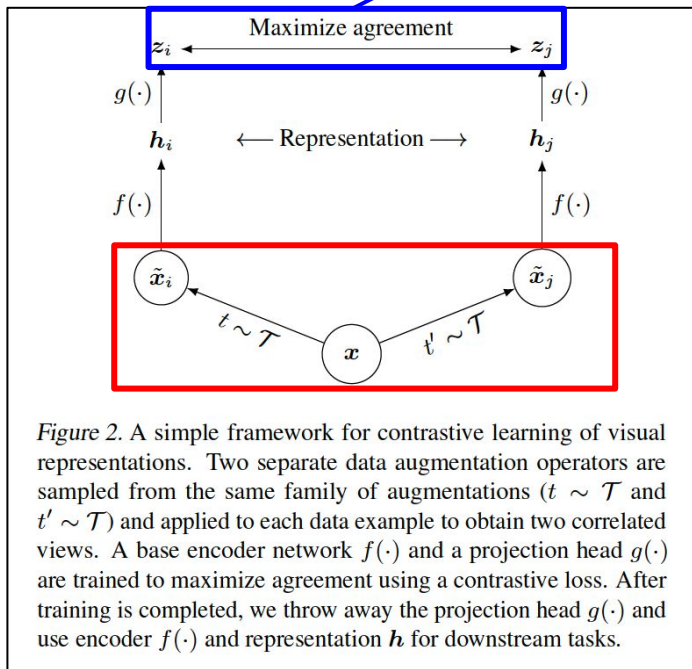 Maximize agreement
z_i z_j
g(·) g(·)
h_i ← Representation → h_j
f(·) f(·)
x̃_i x̃_j
t ∼ 𝒯 t′ ∼ 𝒯
x
Figure 2. A simple framework for contrastive learning of visual
representations. Two separate data augmentation operators are
sampled from the same family of augmentations (t ∼ 𝒯 and
t′ ∼ 𝒯) and applied to each data example to obtain two correlated
views. A base encoder network f(·) and a projection head g(·)
are trained to maximize agreement using a contrastive loss. After
training is completed, we throw away the projection head g(·) and
use encoder f(·) and representation h for downstream tasks.